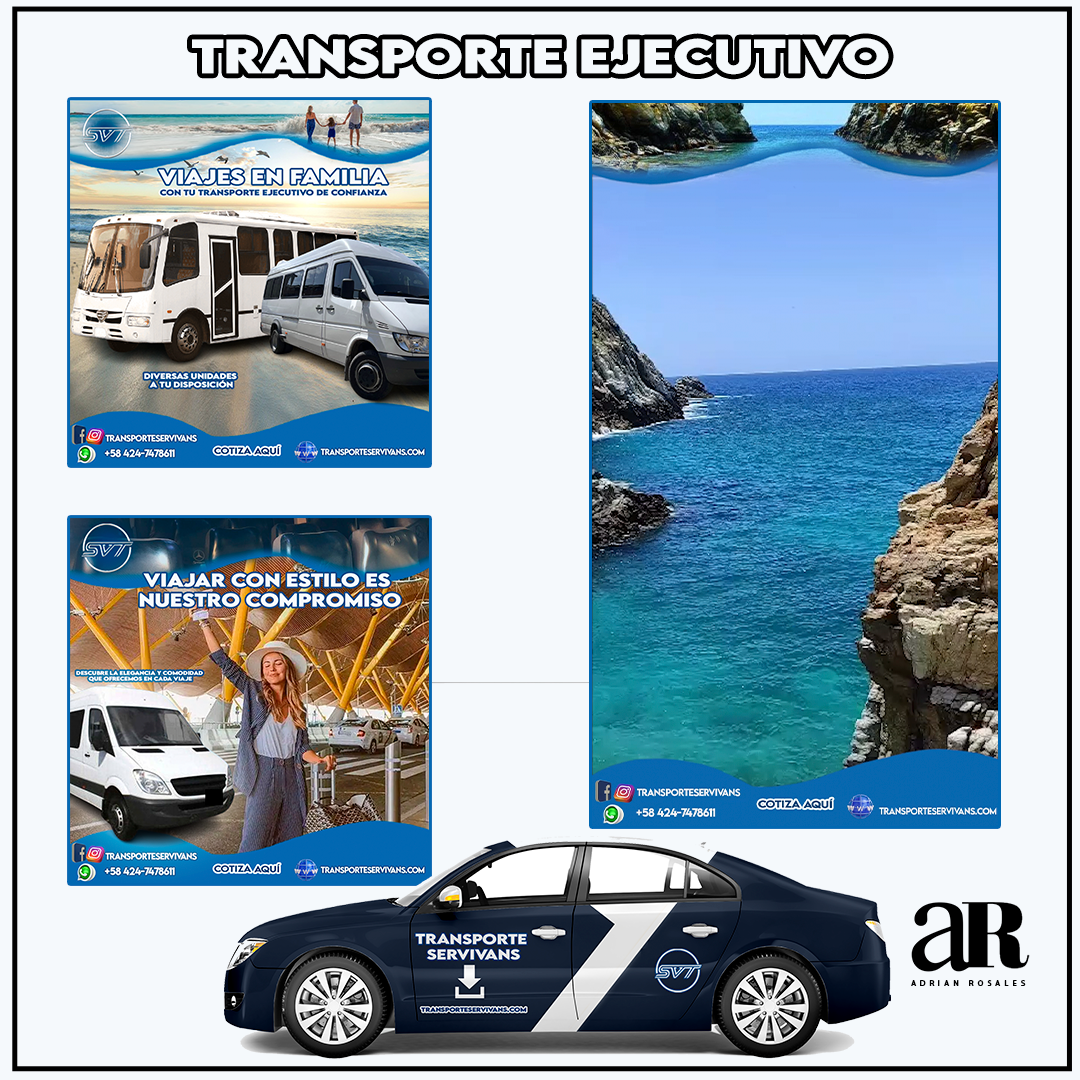 TRANSPORTE EJECUTIVO
SVT
VIAJES EN FAMILIA
CON TU TRANSPORTE EJECUTIVO DE CONFIANZA
DIVERSAS UNIDADES
A TU DISPOSICIÓN
TRANSPORTESERVIVANS
+58 424-7478611
COTIZA AQUÍ
WWW
TRANSPORTESERVIVANS.COM
SVT
VIAJAR CON ESTILO ES
NUESTRO COMPROMISO
DESCUBRE LA ELEGANCIA Y COMODIDAD
QUE OFRECEMOS EN CADA VIAJE
TRANSPORTESERVIVANS
+58 424-7478611
COTIZA AQUÍ
WWW
TRANSPORTESERVIVANS.COM
TRANSPORTESERVIVANS
+58 424-7478611
COTIZA AQUÍ
WWW
TRANSPORTESERVIVANS.COM
TRANSPORTE
SERVIVANS
TRANSPORTESERVIVANS.COM
SVT
aR
ADRIAN ROSALES